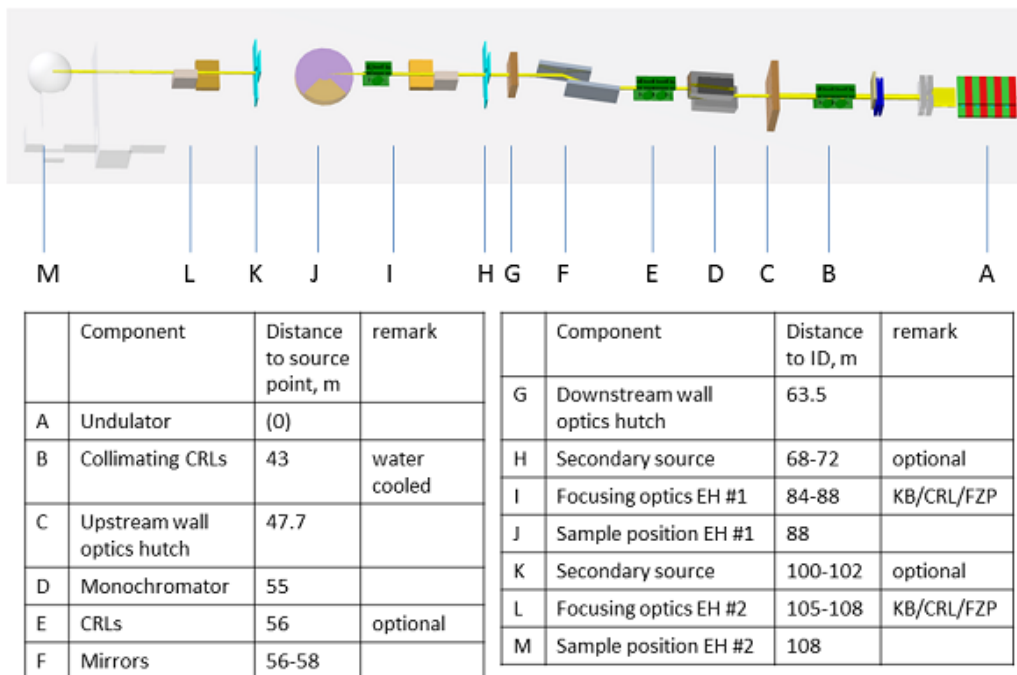 M L K J I H G F E D C B A
Component Distance to source point, m remark
A Undulator (0)
B Collimating CRLs 43 water cooled
C Upstream wall optics hutch 47.7
D Monochromator 55
E CRLs 56 optional
F Mirrors 56-58
Component Distance to ID, m remark
G Downstream wall optics hutch 63.5
H Secondary source 68-72 optional
I Focusing optics EH #1 84-88 KB/CRL/FZP
J Sample position EH #1 88
K Secondary source 100-102 optional
L Focusing optics EH #2 105-108 KB/CRL/FZP
M Sample position EH #2 108